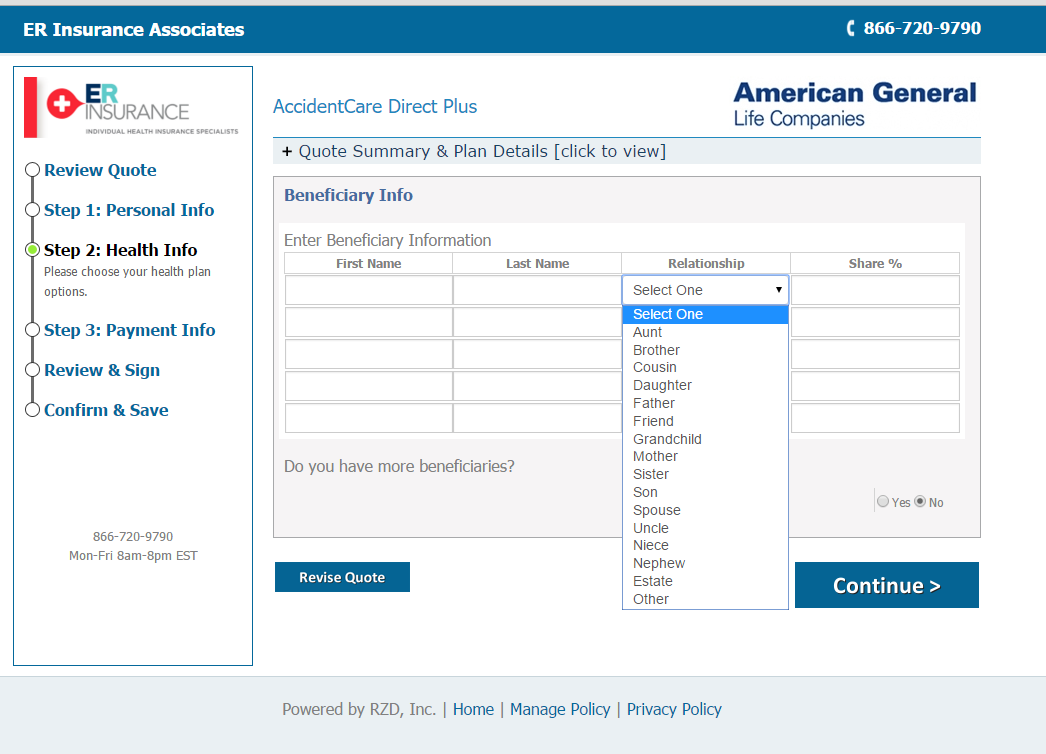 ER Insurance Associates
866-720-9790
ER
INSURANCE
INDIVIDUAL HEALTH INSURANCE SPECIALISTS
Review Quote
Step 1: Personal Info
Step 2: Health Info
Please choose your health plan
options.
Step 3: Payment Info
Review & Sign
Confirm & Save
866-720-9790
Mon-Fri 8am-8pm EST
AccidentCare Direct Plus
American General
Life Companies
+ Quote Summary & Plan Details [click to view]
Beneficiary Info
Enter Beneficiary Information
First Name Last Name Relationship Share %
Select One
Select One
Aunt
Brother
Cousin
Daughter
Father
Friend
Grandchild
Mother
Sister
Son
Spouse
Uncle
Niece
Nephew
Estate
Other
Do you have more beneficiaries?
Yes No
Revise Quote
Continue >
Powered by RZD, Inc. | Home | Manage Policy | Privacy Policy